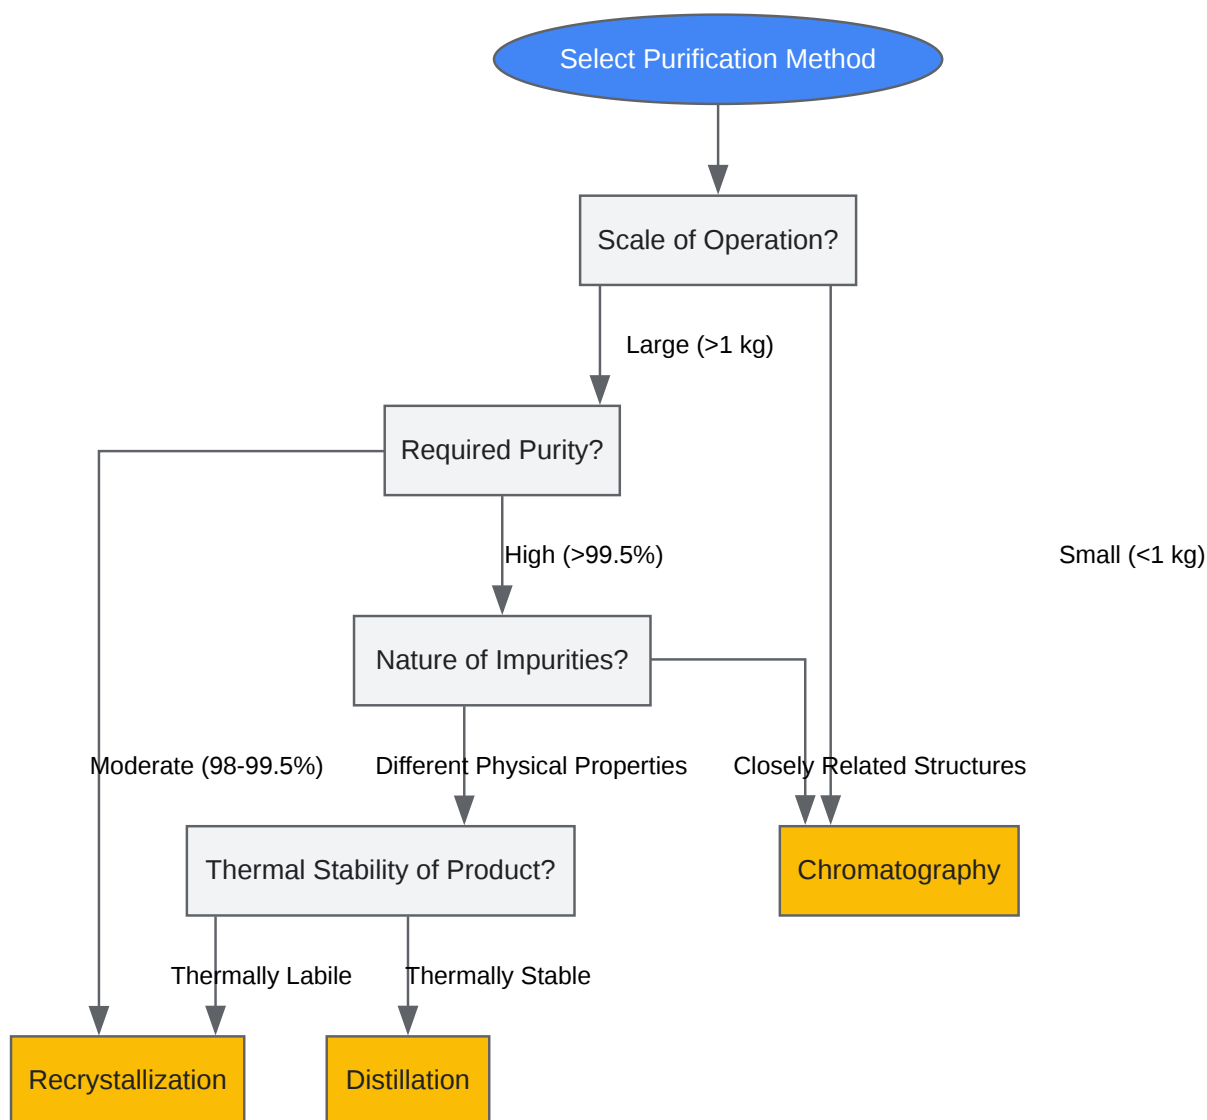 Select Purification Method
Scale of Operation?
Large (>1 kg)
Required Purity?
High (>99.5%)
Small (<1 kg)
Nature of Impurities?
Moderate (98-99.5%)
Different Physical Properties
Closely Related Structures
Thermal Stability of Product?
Chromatography
Thermally Labile
Thermally Stable
Recrystallization
Distillation